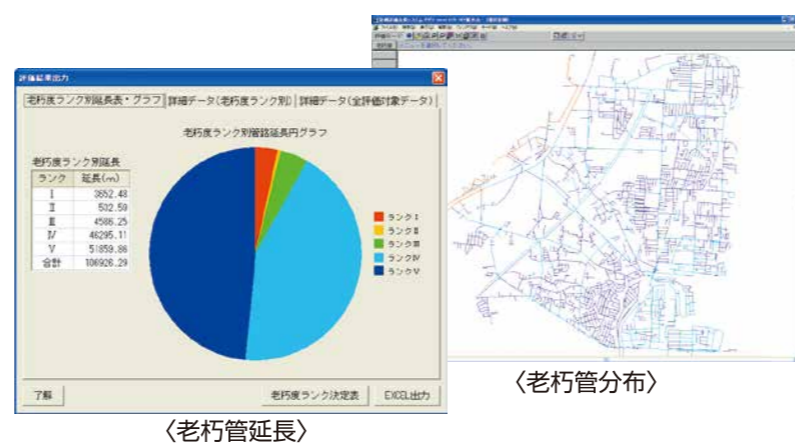 評価結果出力
老朽度ランク別延長表・グラフ 詳細データ(老朽度ランク別) 詳細データ(全評価対象データ)
老朽度ランク別管路延長円グラフ
老朽度ランク別延長
ランク 延長(m)
Ⅰ 3652.48
Ⅱ 532.59
Ⅲ 4586.25
Ⅳ 46295.11
Ⅴ 51859.86
合計 106926.29
ランクⅠ
ランクⅡ
ランクⅢ
ランクⅣ
ランクⅤ
了解 老朽度ランク決定表 EXCEL出力
〈老朽管延長〉
〈老朽管分布〉